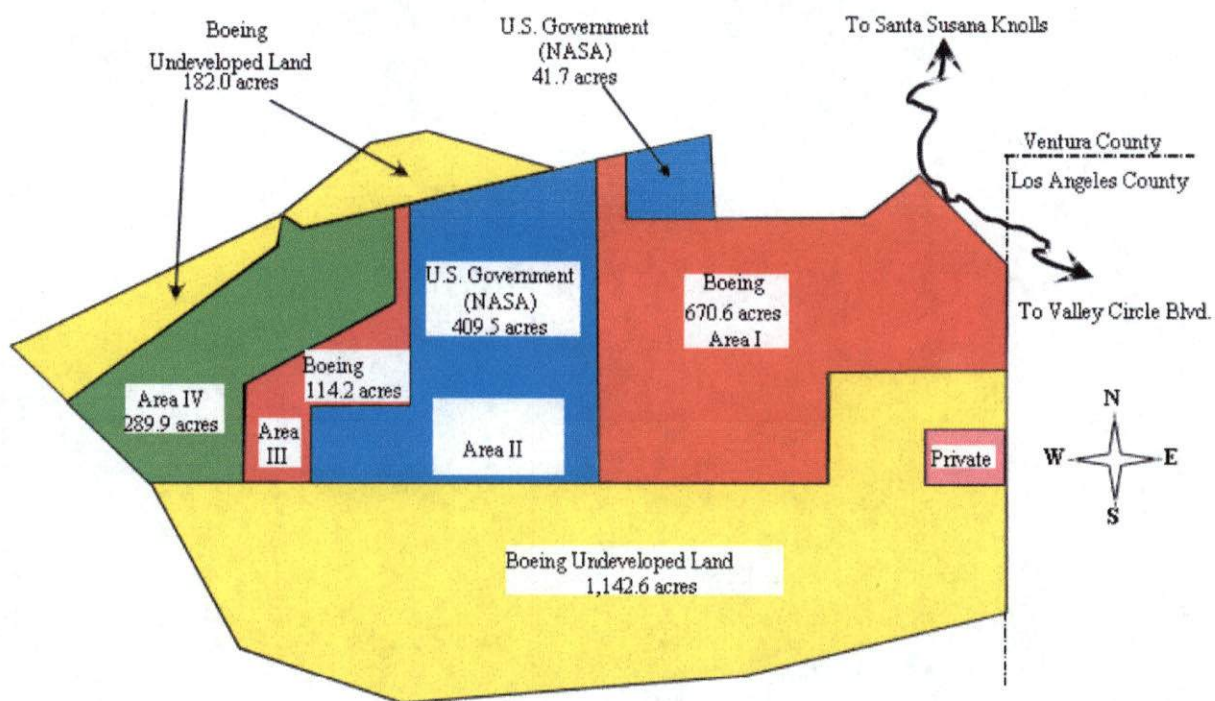 Boeing
Undeveloped Land
182.0 acres
U.S. Government
(NASA)
41.7 acres
To Santa Susana Knolls
Ventura County
Los Angeles County
To Valley Circle Blvd.
U.S. Government
(NASA)
409.5 acres
Boeing
670.6 acres
Area I
Boeing
114.2 acres
Area IV
289.9 acres
Area
III
Area II
Private
N
W
E
S
Boeing Undeveloped Land
1,142.6 acres